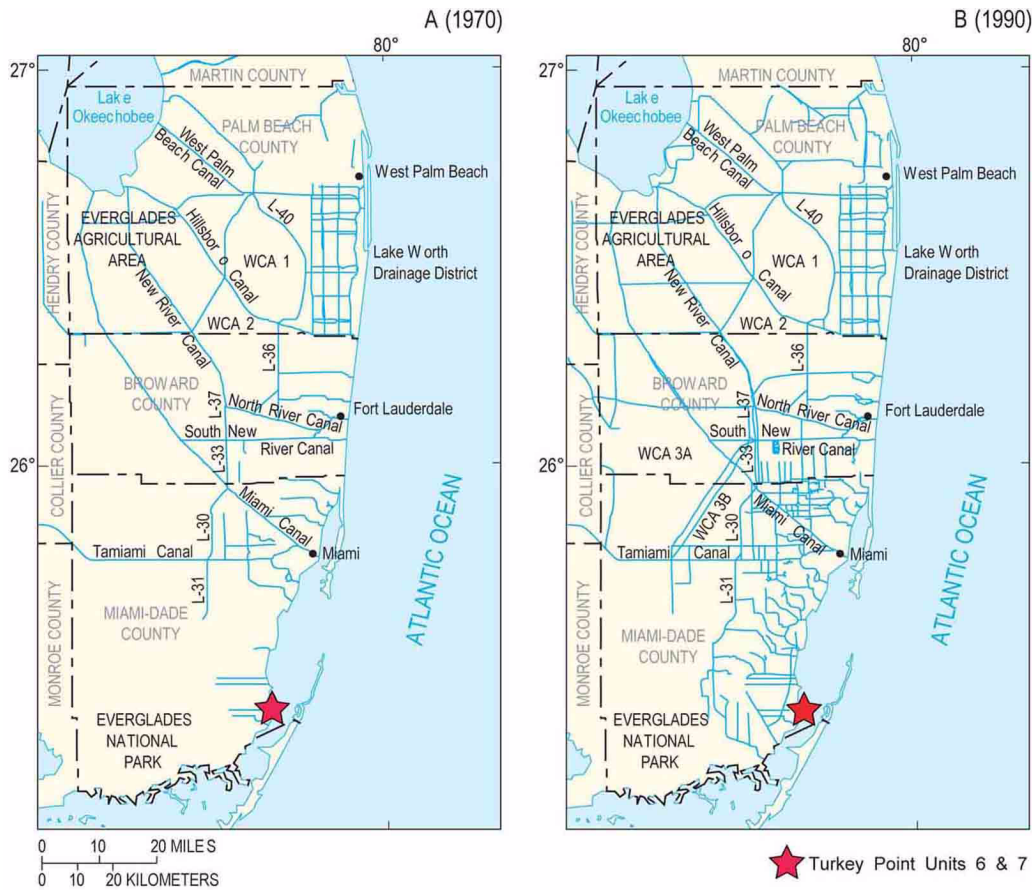 A (1970)
80°
27°
MARTIN COUNTY
Lake
Okeechobee
PALM BEACH
COUNTY
West Palm
Beach Canal
West Palm Beach
HENDRY COUNTY
EVERGLADES
AGRICULTURAL
AREA
Hillsbor o Canal
L-40
WCA 1
Lake Worth
Drainage District
New River Canal
WCA 2
L-36
BROWARD
COUNTY
L-37
North River Canal
Fort Lauderdale
South New
River Canal
L-33
26°
COLLIER COUNTY
Miami Canal
L-30
Tamiami Canal
Miami
L-31
MIAMI-DADE
COUNTY
MONROE COUNTY
ATLANTIC OCEAN
EVERGLADES
NATIONAL
PARK
0 10 20 MILES
0 10 20 KILOMETERS
B (1990)
80°
27°
MARTIN COUNTY
Lake
Okeechobee
PALM BEACH
COUNTY
West Palm
Beach Canal
West Palm Beach
HENDRY COUNTY
EVERGLADES
AGRICULTURAL
AREA
Hillsbor o Canal
L-40
WCA 1
Lake Worth
Drainage District
New River Canal
WCA 2
L-36
BROWARD
COUNTY
L-37
North River Canal
Fort Lauderdale
South New
River Canal
WCA 3A
L-33
26°
COLLIER COUNTY
WCA 3B
Miami Canal
L-30
Tamiami Canal
Miami
L-31
MIAMI-DADE
COUNTY
MONROE COUNTY
ATLANTIC OCEAN
EVERGLADES
NATIONAL
PARK
Turkey Point Units 6 & 7